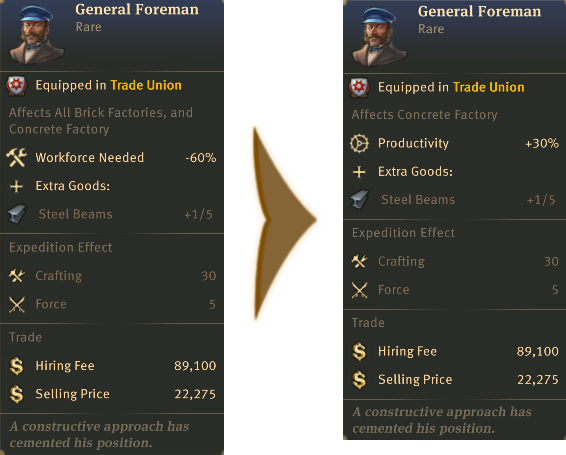 General Foreman
Rare
Equipped in Trade Union
Affects All Brick Factories, and
Concrete Factory
Workforce Needed -60%
Extra Goods:
Steel Beams +1/5
Expedition Effect
Crafting 30
Force 5
Trade
Hiring Fee 89,100
Selling Price 22,275
A constructive approach has
cemented his position.
General Foreman
Rare
Equipped in Trade Union
Affects Concrete Factory
Productivity +30%
Extra Goods:
Steel Beams +1/5
Expedition Effect
Crafting 30
Force 5
Trade
Hiring Fee 89,100
Selling Price 22,275
A constructive approach has
cemented his position.